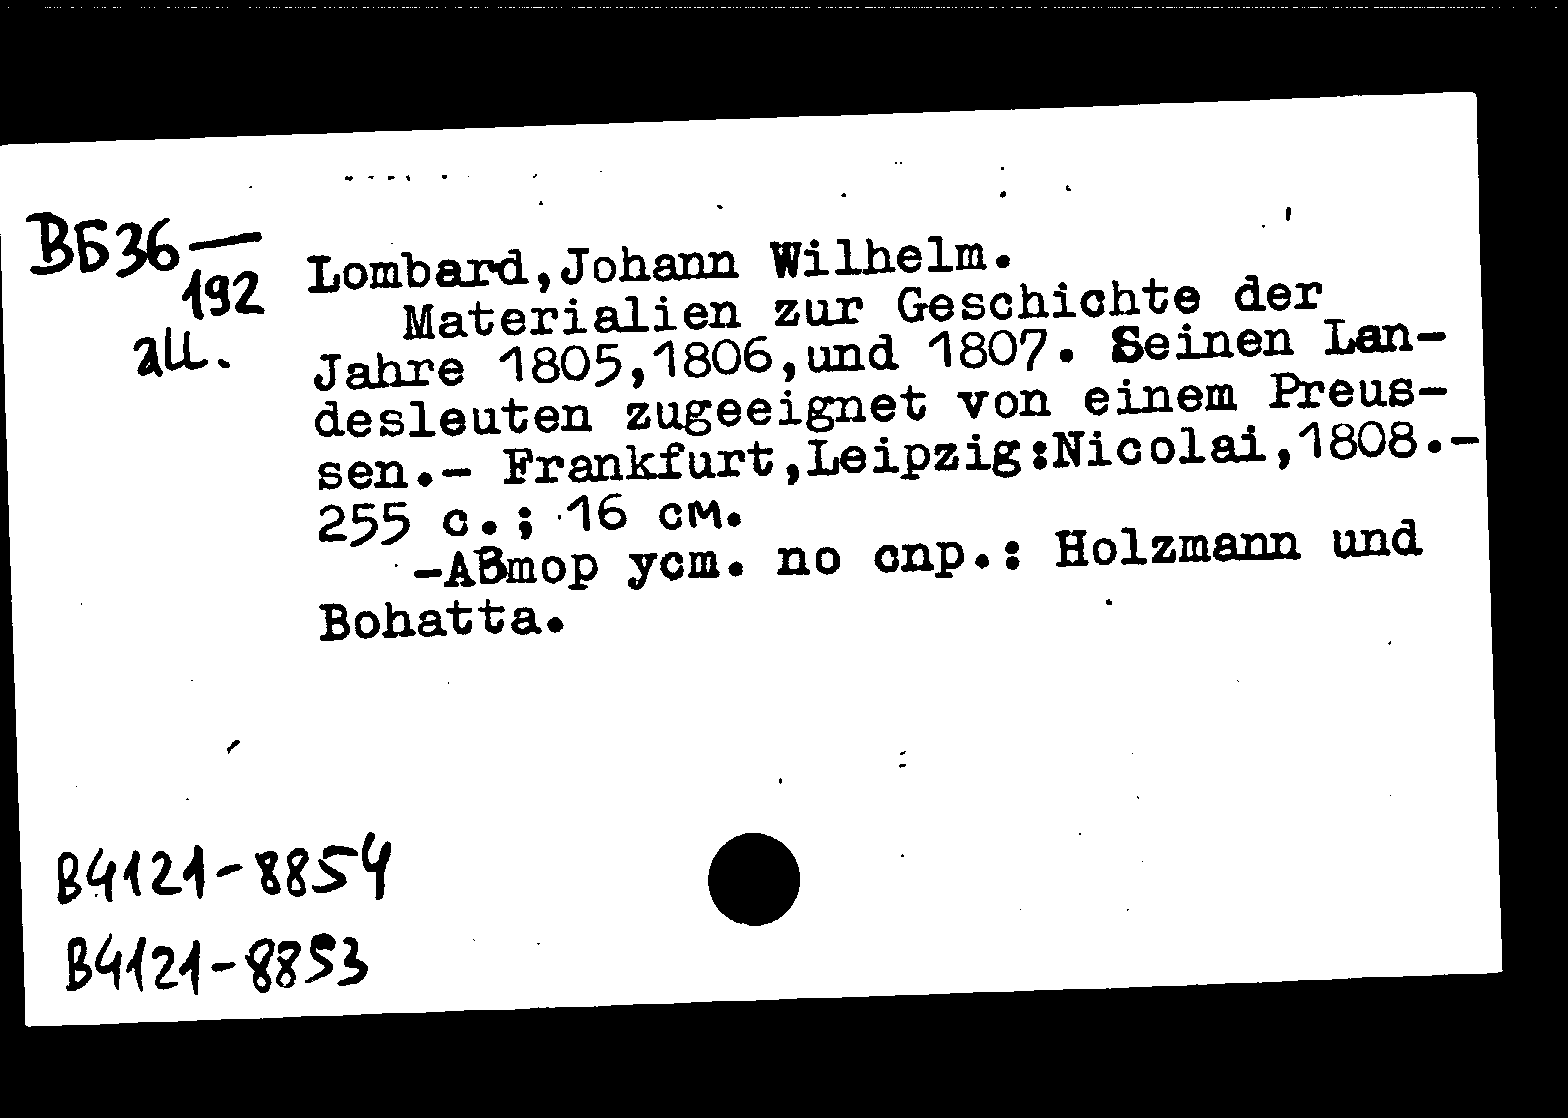 ВБ36—
192
all.
Lombard,Johann Wilhelm.
Materialien zur Geschichte der
Jahre 1805,1806,und 1807. Seinen Lan-
desleuten zugeeignet von einem Preus-
sen.- Frankfurt,Leipzig:Nicolai,1808.-
255 с.; 16 см.
-Автор уст. по спр.: Holzmann und
Bohatta.
В4121-8854
В4121-8853